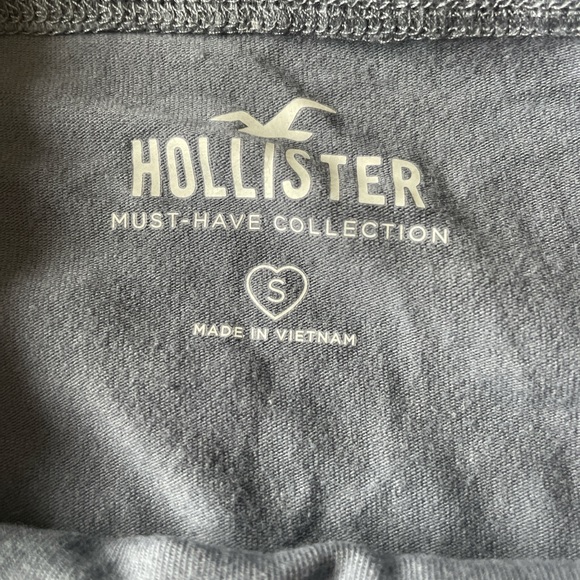 HOLLISTER
MUST-HAVE COLLECTION
S
MADE IN VIETNAM